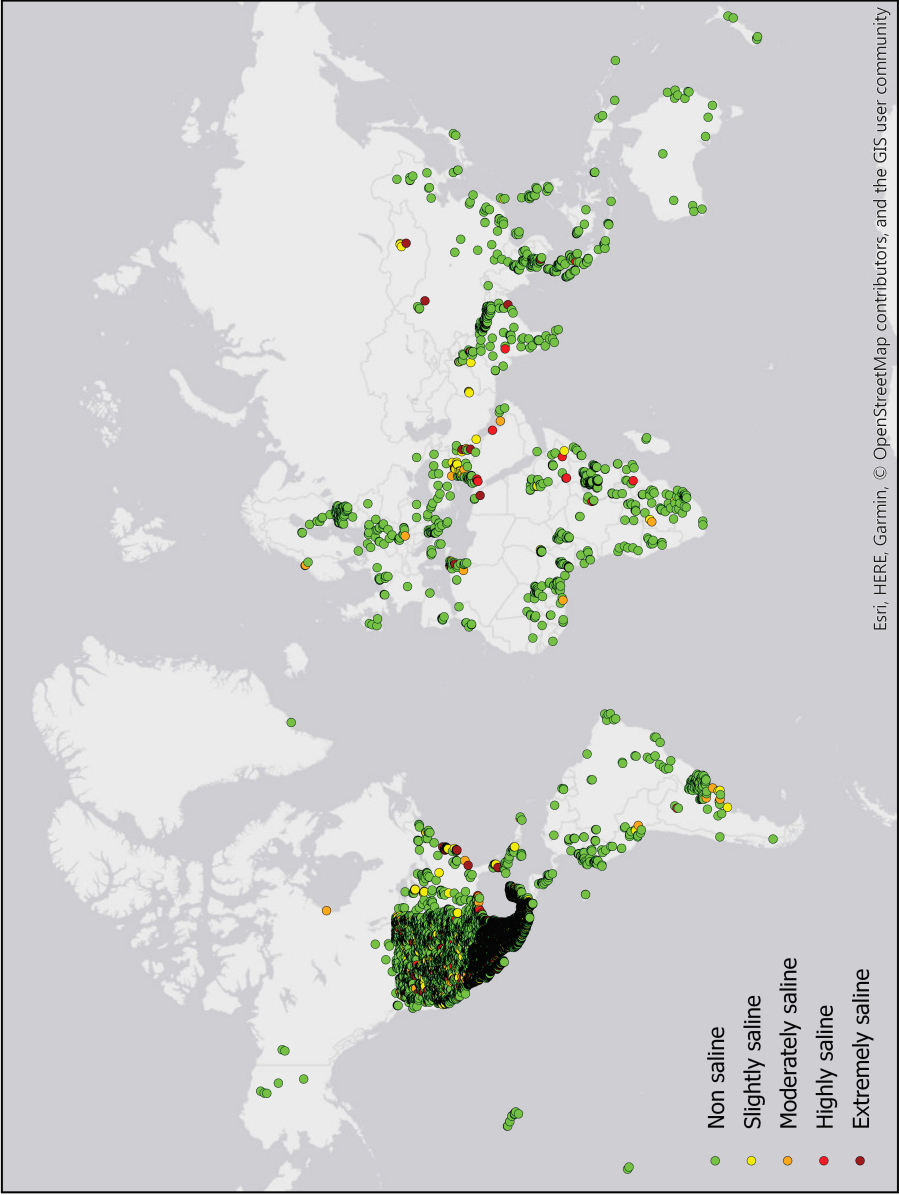 Non saline
Slightly saline
Moderately saline
Highly saline
Extremely saline
Esri, HERE, Garmin, © OpenStreetMap contributors, and the GIS user community